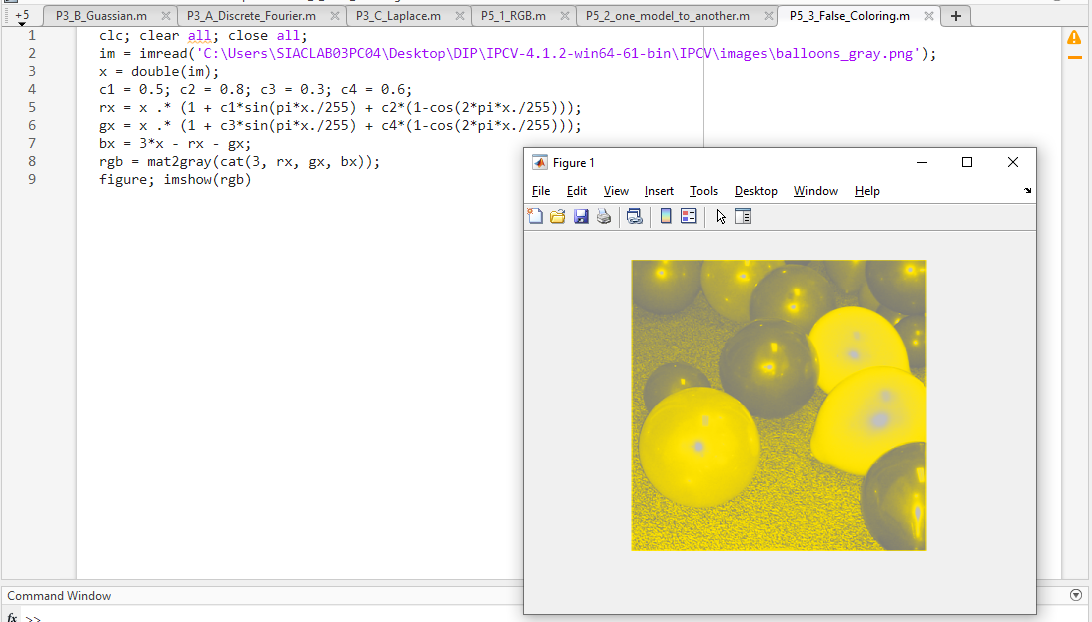 +5 P3_B_Guassian.m P3_A_Discrete_Fourier.m P3_C_Laplace.m P5_1_RGB.m P5_2_one_model_to_another.m P5_3_False_Coloring.m
1 clc; clear all; close all;
2 im = imread('C:\Users\SIACLAB03PC04\Desktop\DIP\IPCV-4.1.2-win64-61-bin\IPCV\images\balloons_gray.png');
3 x = double(im);
4 c1 = 0.5; c2 = 0.8; c3 = 0.3; c4 = 0.6;
5 rx = x .* (1 + c1*sin(pi*x./255) + c2*(1-cos(2*pi*x./255)));
6 gx = x .* (1 + c3*sin(pi*x./255) + c4*(1-cos(2*pi*x./255)));
7 bx = 3*x - rx - gx;
8 rgb = mat2gray(cat(3, rx, gx, bx));
9 figure; imshow(rgb)
Figure 1
File Edit View Insert Tools Desktop Window Help
Command Window
fx >>